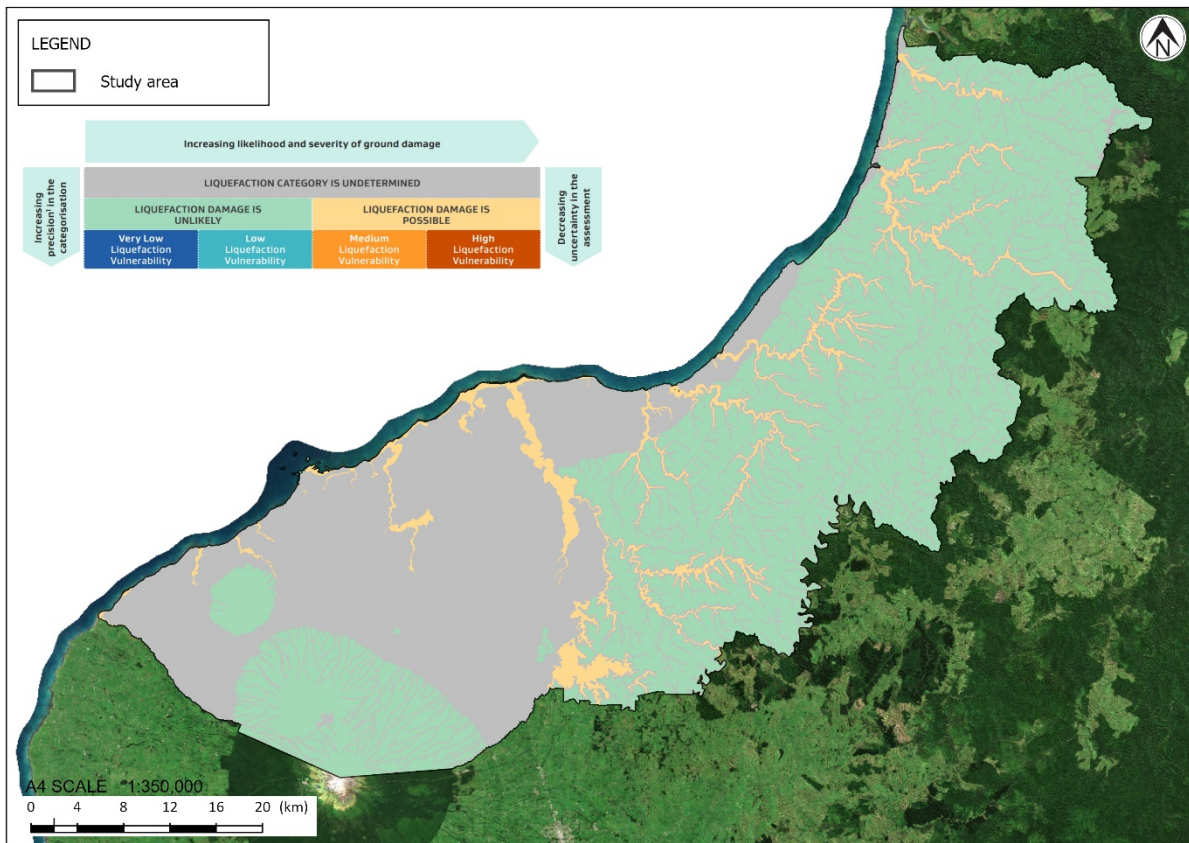 LEGEND
Study area
N
Increasing likelihood and severity of ground damage
Increasing
precision¹ in the
categorisation
LIQUEFACTION CATEGORY IS UNDETERMINED
LIQUEFACTION DAMAGE IS
UNLIKELY
LIQUEFACTION DAMAGE IS
POSSIBLE
Very Low
Liquefaction
Vulnerability
Low
Liquefaction
Vulnerability
Medium
Liquefaction
Vulnerability
High
Liquefaction
Vulnerability
Decreasing
uncertainty in the
assessment
A4 SCALE 1:350,000
0 4 8 12 16 20 (km)